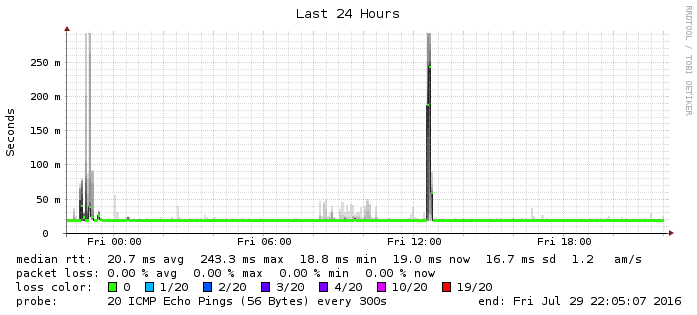 Last 24 Hours
RRDTOOL / TOBI OETIKER
Seconds
250 m
200 m
150 m
100 m
50 m
0
Fri 00:00 Fri 06:00 Fri 12:00 Fri 18:00
median rtt: 20.7 ms avg 243.3 ms max 18.8 ms min 19.0 ms now 16.7 ms sd 1.2 am/s
packet loss: 0.00 % avg 0.00 % max 0.00 % min 0.00 % now
loss color: 0 1/20 2/20 3/20 4/20 10/20 19/20
probe: 20 ICMP Echo Pings (56 Bytes) every 300s end: Fri Jul 29 22:05:07 2016